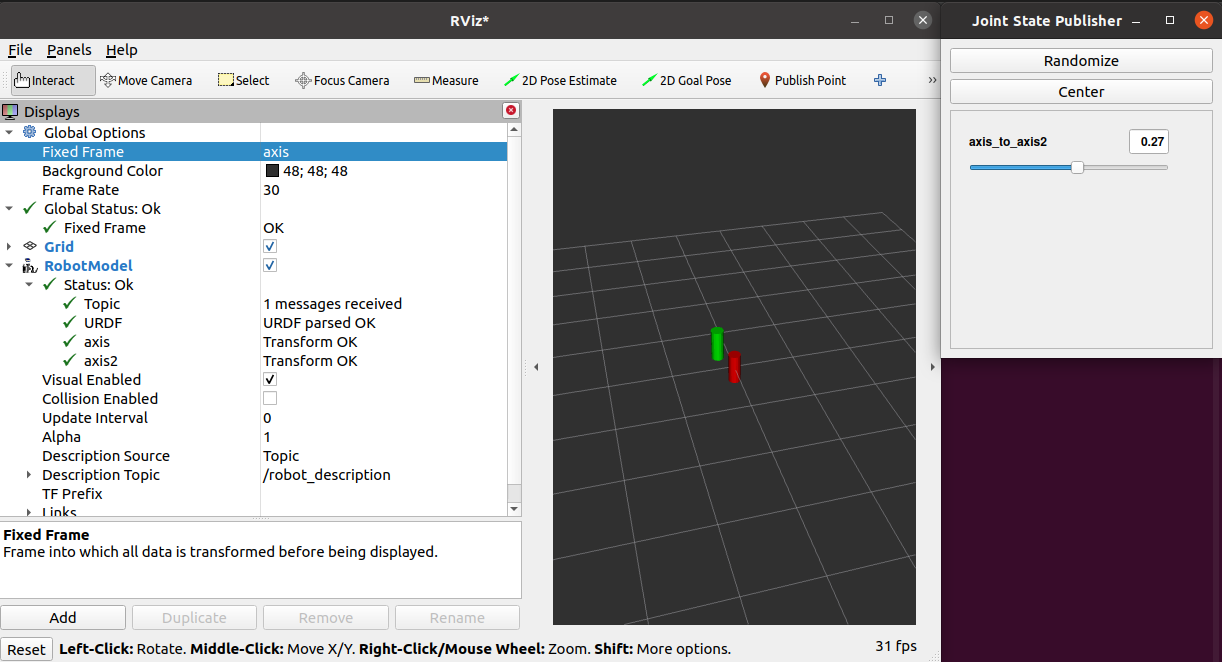 RViz*
File Panels Help
Interact Move Camera Select Focus Camera Measure 2D Pose Estimate 2D Goal Pose Publish Point »
Displays
Global Options
Fixed Frame axis
Background Color 48; 48; 48
Frame Rate 30
Global Status: Ok
Fixed Frame OK
Grid
RobotModel
Status: Ok
Topic 1 messages received
URDF URDF parsed OK
axis Transform OK
axis2 Transform OK
Visual Enabled
Collision Enabled
Update Interval 0
Alpha 1
Description Source Topic
Description Topic /robot_description
TF Prefix
Links
Fixed Frame
Frame into which all data is transformed before being displayed.
Add Duplicate Remove Rename
Reset Left-Click: Rotate. Middle-Click: Move X/Y. Right-Click/Mouse Wheel: Zoom. Shift: More options. 31 fps
Joint State Publisher
Randomize
Center
axis_to_axis2 0.27